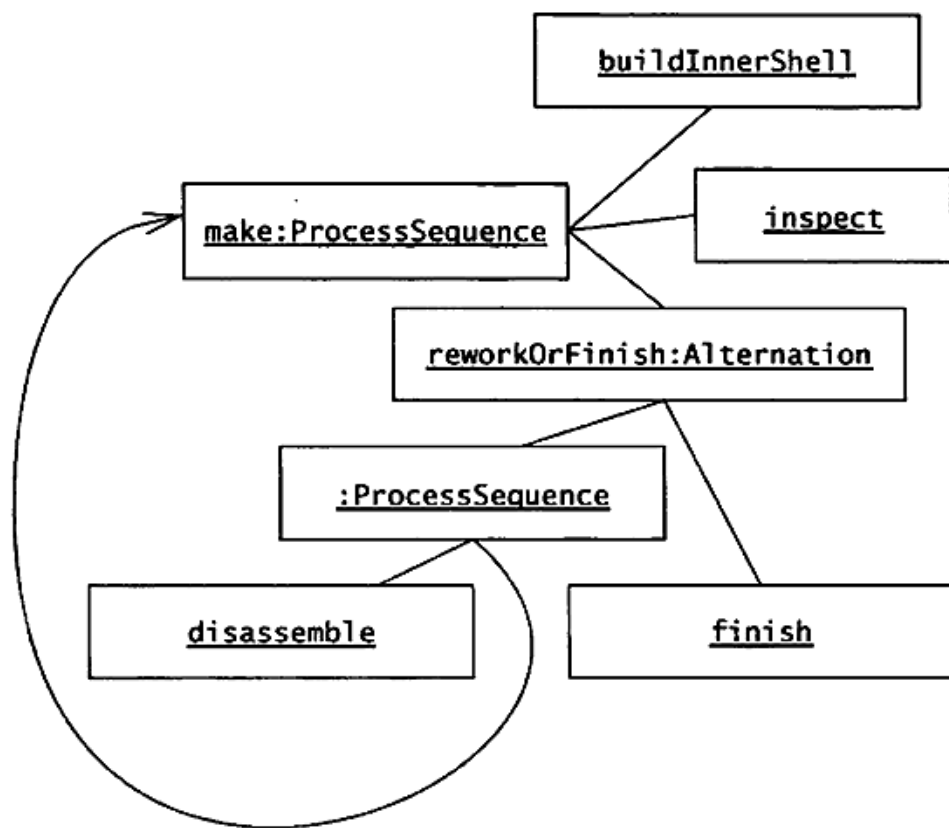 buildInnerShell
make:ProcessSequence
inspect
reworkOrFinish:Alternation
:ProcessSequence
disassemble
finish